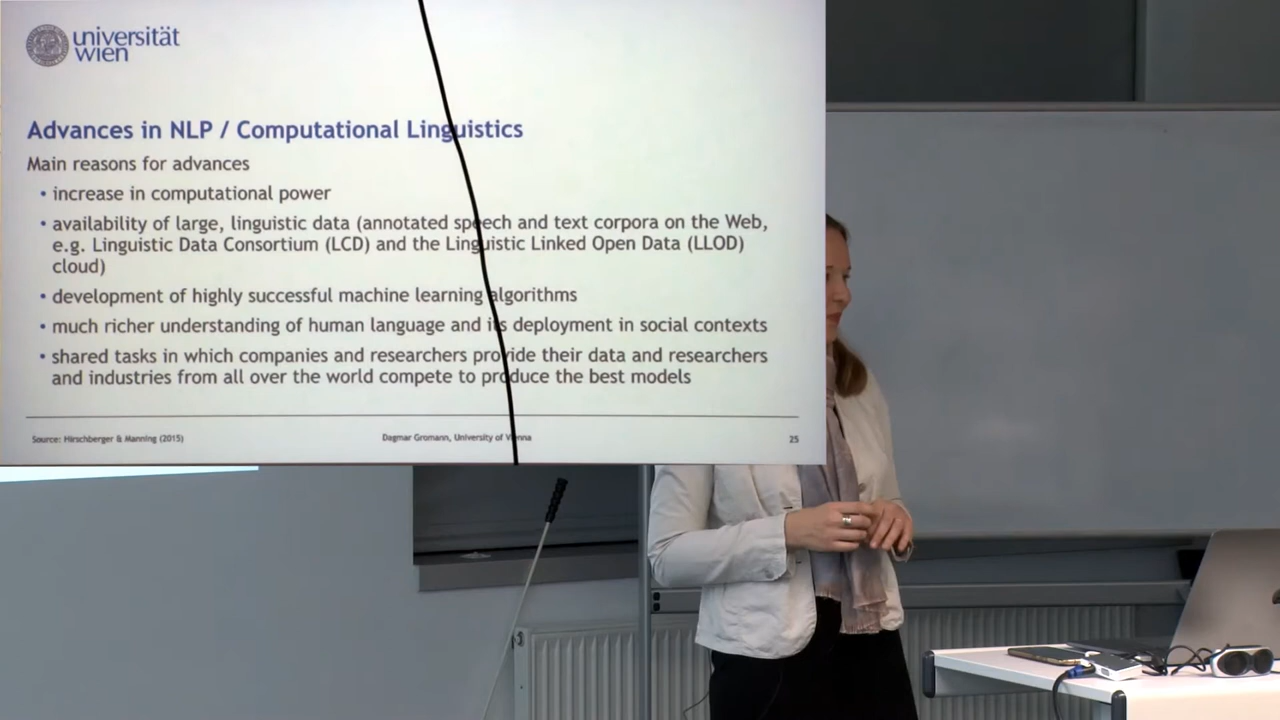 universität
wien
Advances in NLP / Computational Linguistics
Main reasons for advances
• increase in computational power
• availability of large, linguistic data (annotated speech and text corpora on the Web,
e.g. Linguistic Data Consortium (LCD) and the Linguistic Linked Open Data (LLOD)
cloud)
• development of highly successful machine learning algorithms
• much richer understanding of human language and its deployment in social contexts
• shared tasks in which companies and researchers provide their data and researchers
and industries from all over the world compete to produce the best models
Source: Hirschberger & Manning (2015) Dagmar Gromann, University of Vienna 25